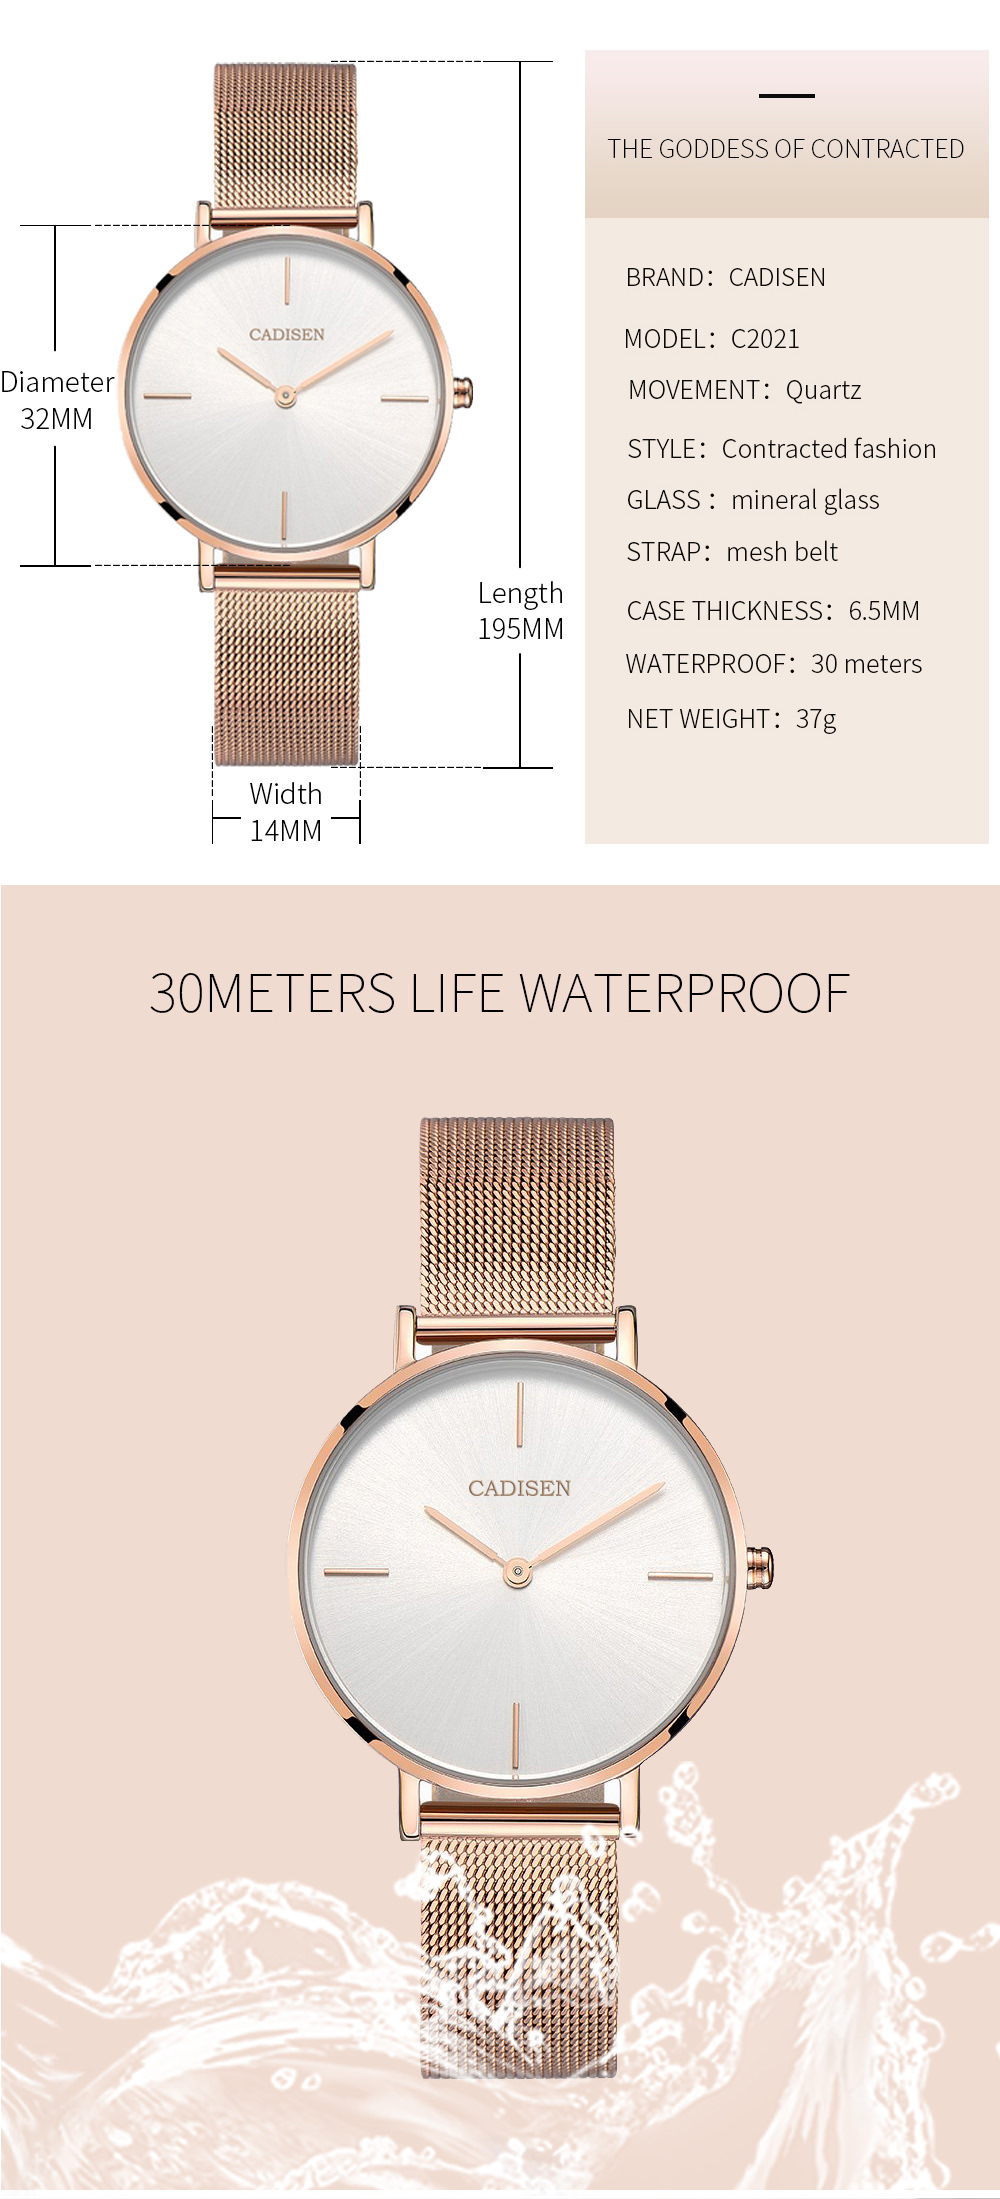 CADISEN
Diameter
32MM
Length
195MM
Width
14MM
THE GODDESS OF CONTRACTED
BRAND：CADISEN
MODEL：C2021
MOVEMENT：Quartz
STYLE：Contracted fashion
GLASS：mineral glass
STRAP：mesh belt
CASE THICKNESS：6.5MM
WATERPROOF：30 meters
NET WEIGHT：37g
30METERS LIFE WATERPROOF
CADISEN